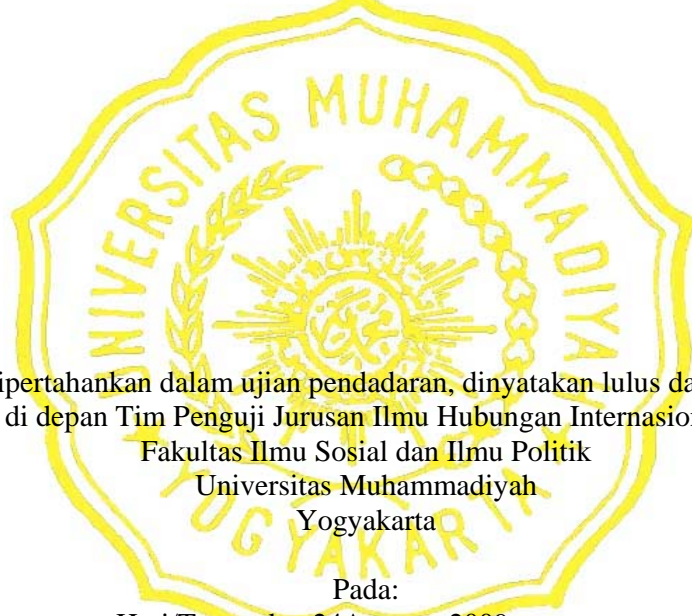 UNIVERSITAS MUHAMMADIYAH
YOGYAKARTA
ipertahankan dalam ujian pendadaran, dinyatakan lulus da
di depan Tim Penguji Jurusan Ilmu Hubungan Internasion
Fakultas Ilmu Sosial dan Ilmu Politik
Universitas Muhammadiyah
Yogyakarta
Pada: